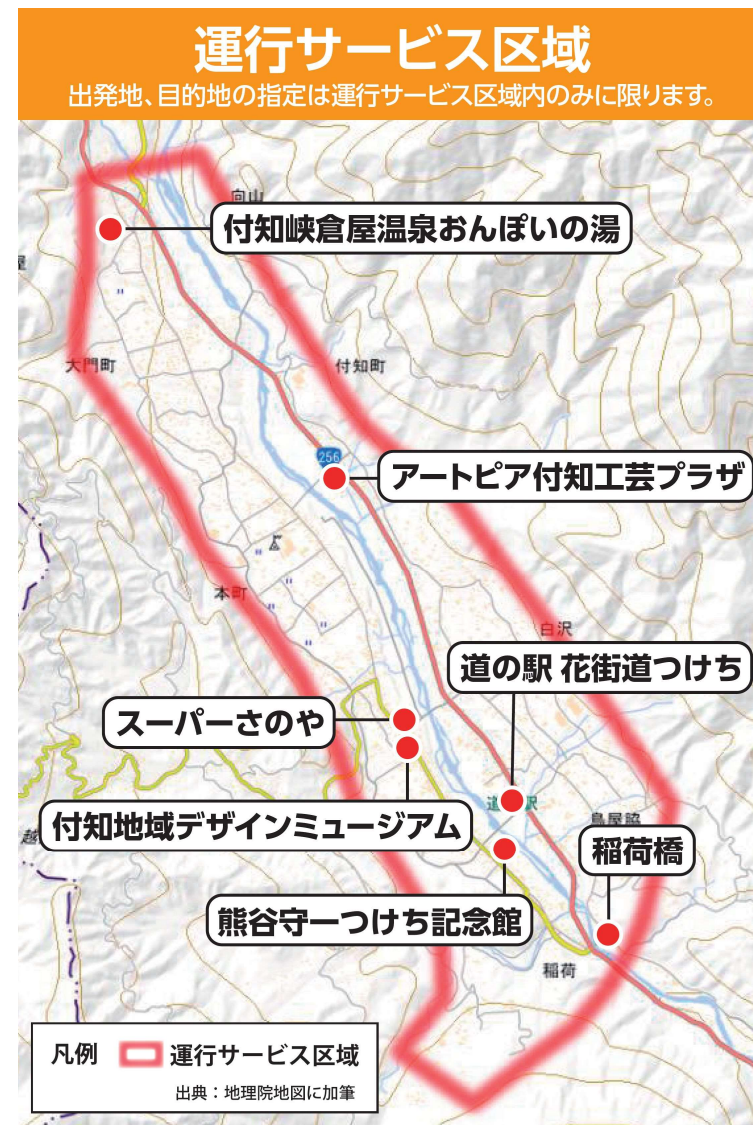 運行サービス区域
出発地、目的地の指定は運行サービス区域内のみに限ります。
向山
付知峡倉屋温泉おんぽいの湯
大門町
付知町
256
アートピア付知工芸プラザ
本町
白沢
道の駅 花街道つけち
スーパーさのや
付知地域デザインミュージアム
鳥屋脇
稲荷橋
熊谷守一つけち記念館
稲荷
凡例 運行サービス区域
出典：地理院地図に加筆